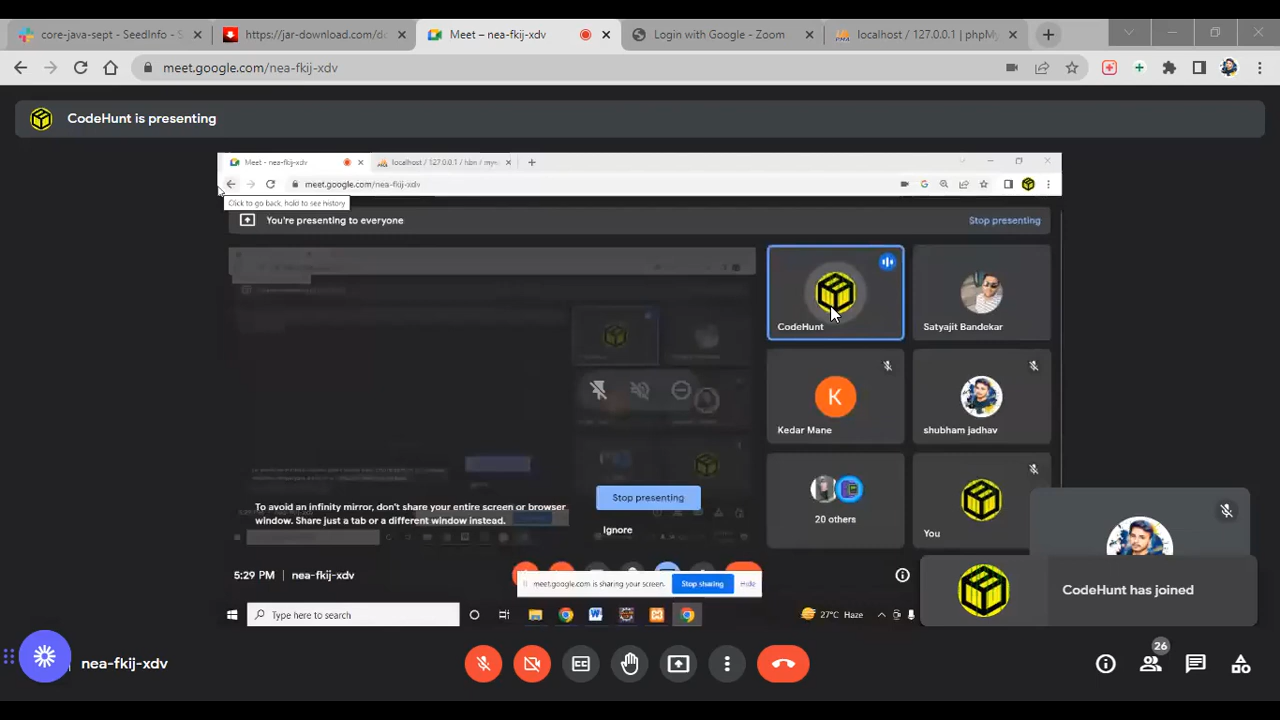 core-java-sept - SeedInfo - S
https://jar-download.com/dc
Meet – nea-fkij-xdv
Login with Google - Zoom
localhost / 127.0.0.1 | phpMy
meet.google.com/nea-fkij-xdv
CodeHunt is presenting
Meet - nea-fkij-xdv
localhost / 127.0.0.1 / hbn / my
meet.google.com/nea-fkij-xdv
Click to go back, hold to see history
You're presenting to everyone
Stop presenting
CodeHunt
Satyajit Bandekar
K
Kedar Mane
shubham jadhav
Stop presenting
To avoid an infinity mirror, don't share your entire screen or browser
window. Share just a tab or a different window instead.
Ignore
20 others
You
5:29 PM | nea-fkij-xdv
meet.google.com is sharing your screen.
Stop sharing
Hide
CodeHunt has joined
Type here to search
27°C Haze
nea-fkij-xdv
26